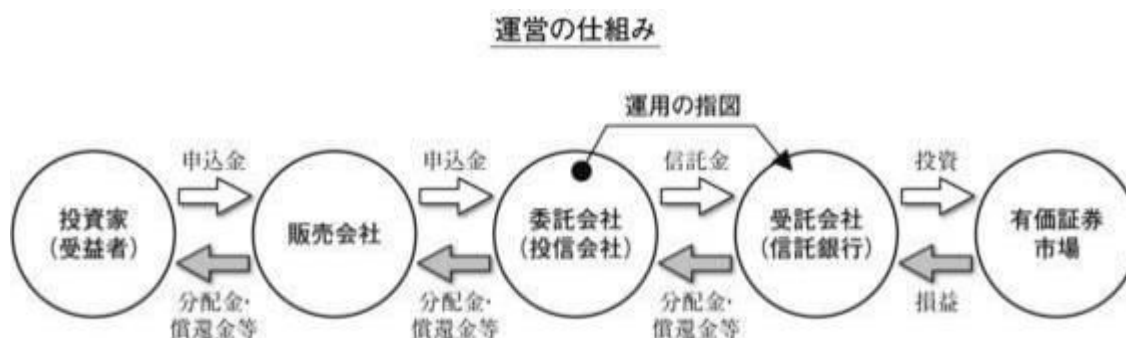 運営の仕組み
運用の指図
申込金
申込金
信託金
投資
投資家
(受益者)
販売会社
委託会社
(投信会社)
受託会社
(信託銀行)
有価証券
市場
分配金・
償還金等
分配金・
償還金等
分配金・
償還金等
損益